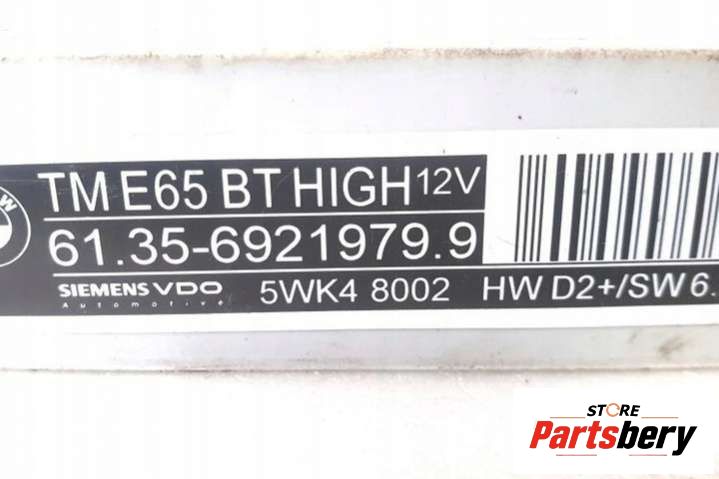 TM E65 BT HIGH 12V
61.35-6921979.9
SIEMENS VDO 5WK4 8002 HW D2+/SW 6.
Automotive
STORE
Partsbery